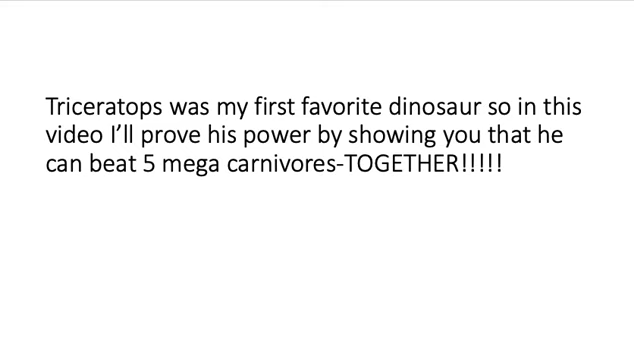 Triceratops was my first favorite dinosaur so in this
video I’ll prove his power by showing you that he
can beat 5 mega carnivores-TOGETHER!!!!!